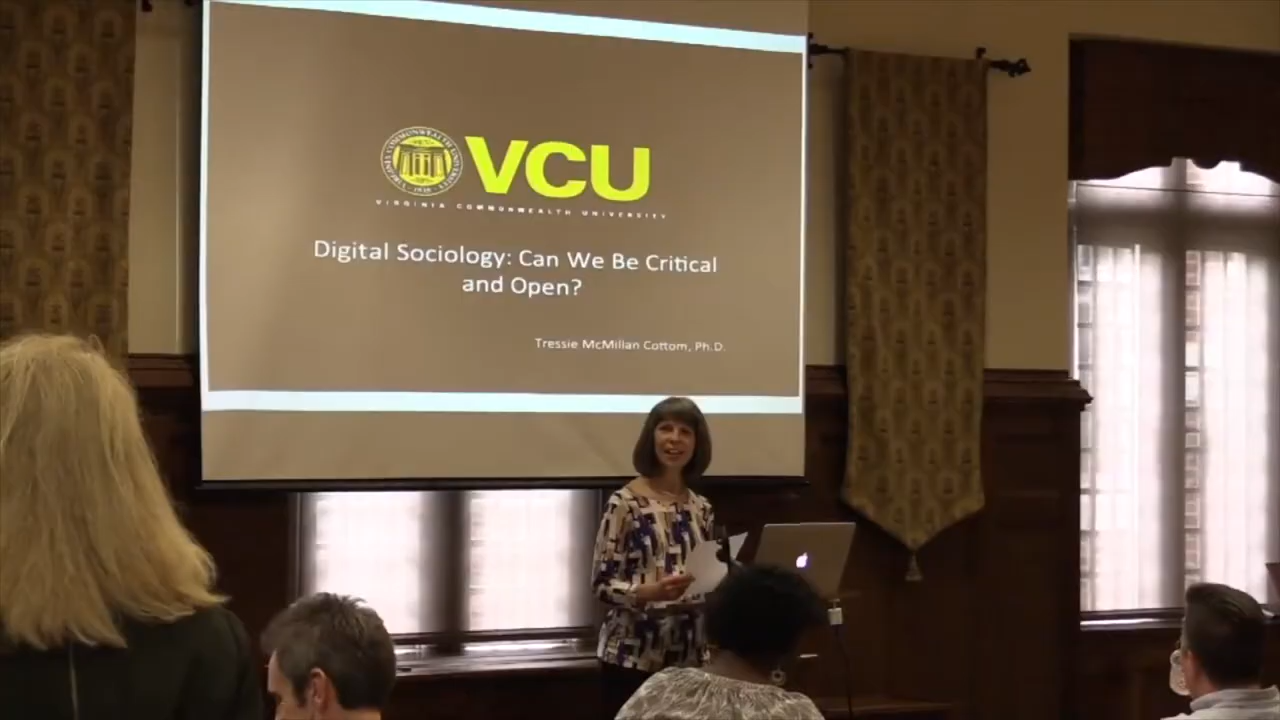 VCU
VIRGINIA COMMONWEALTH UNIVERSITY
Digital Sociology: Can We Be Critical
and Open?
Tressie McMillan Cottom, Ph.D.